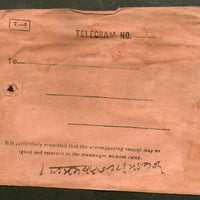 T.—8
TELEGRAM NO.
To
It is particularly requested that the accompanying receipt may be
signed and returned to the messenger without delay.